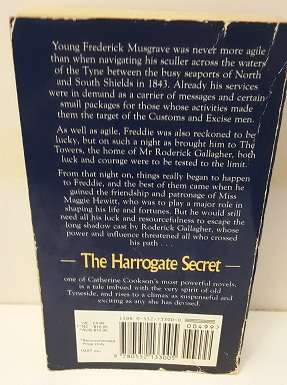 Young Frederick Musgrave was never more agile
than when navigating his sculler across the waters
of the Tyne between the busy seaports of North
and South Shields in 1843. Already his services
were in demand as a carrier of messages and certain
small packages for those whose activities made
them the target of the Customs and Excise men.
As well as agile, Freddie was also reckoned to be
lucky, but on such a night as brought him to The
Towers, the home of Mr Roderick Gallagher, both
luck and courage were to be tested to the limit.
From that night on, things really began to happen
to Freddie, and the best of them came when he
gained the friendship and patronage of Miss
Maggie Hewitt, who was to play a major role in
shaping his life and fortunes. But he would still
need all his luck and resourcefulness to escape the
long shadow cast by Roderick Gallagher, whose
power and influence threatened all who crossed
his path . . .
— The Harrogate Secret —
one of Catherine Cookson's most powerful novels,
is a tale imbued with the very spirit of old
Tyneside, and rises to a climax as suspenseful and
exciting as any she has devised.
ISBN 0-552-13300-0
00499>
9 780552 133005